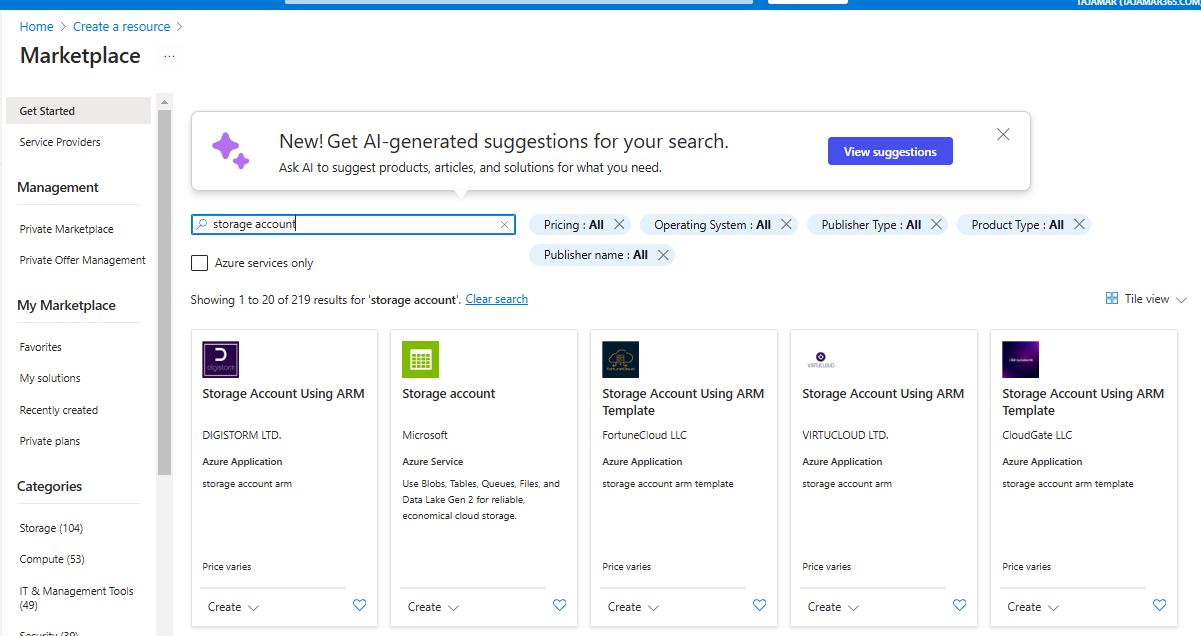 TAJAMAR (TAJAMAR365.COM)
Home > Create a resource >
Marketplace ...
Get Started
Service Providers
Management
Private Marketplace
Private Offer Management
My Marketplace
Favorites
My solutions
Recently created
Private plans
Categories
Storage (104)
Compute (53)
IT & Management Tools
(49)
Security (39)
New! Get AI-generated suggestions for your search.
Ask AI to suggest products, articles, and solutions for what you need.
View suggestions
storage account
Pricing : All
Operating System : All
Publisher Type : All
Product Type : All
Publisher name : All
Azure services only
Showing 1 to 20 of 219 results for 'storage account'. Clear search
Tile view
digistorm
Storage Account Using ARM
DIGISTORM LTD.
Azure Application
storage account arm
Price varies
Create
Storage account
Microsoft
Azure Service
Use Blobs, Tables, Queues, Files, and
Data Lake Gen 2 for reliable,
economical cloud storage.
Create
FortuneCloud
Storage Account Using ARM
Template
FortuneCloud LLC
Azure Application
storage account arm template
Price varies
Create
VIRTUCLOUD
Storage Account Using ARM
VIRTUCLOUD LTD.
Azure Application
storage account arm
Price varies
Create
Storage Account Using ARM
Template
CloudGate LLC
Azure Application
storage account arm template
Price varies
Create